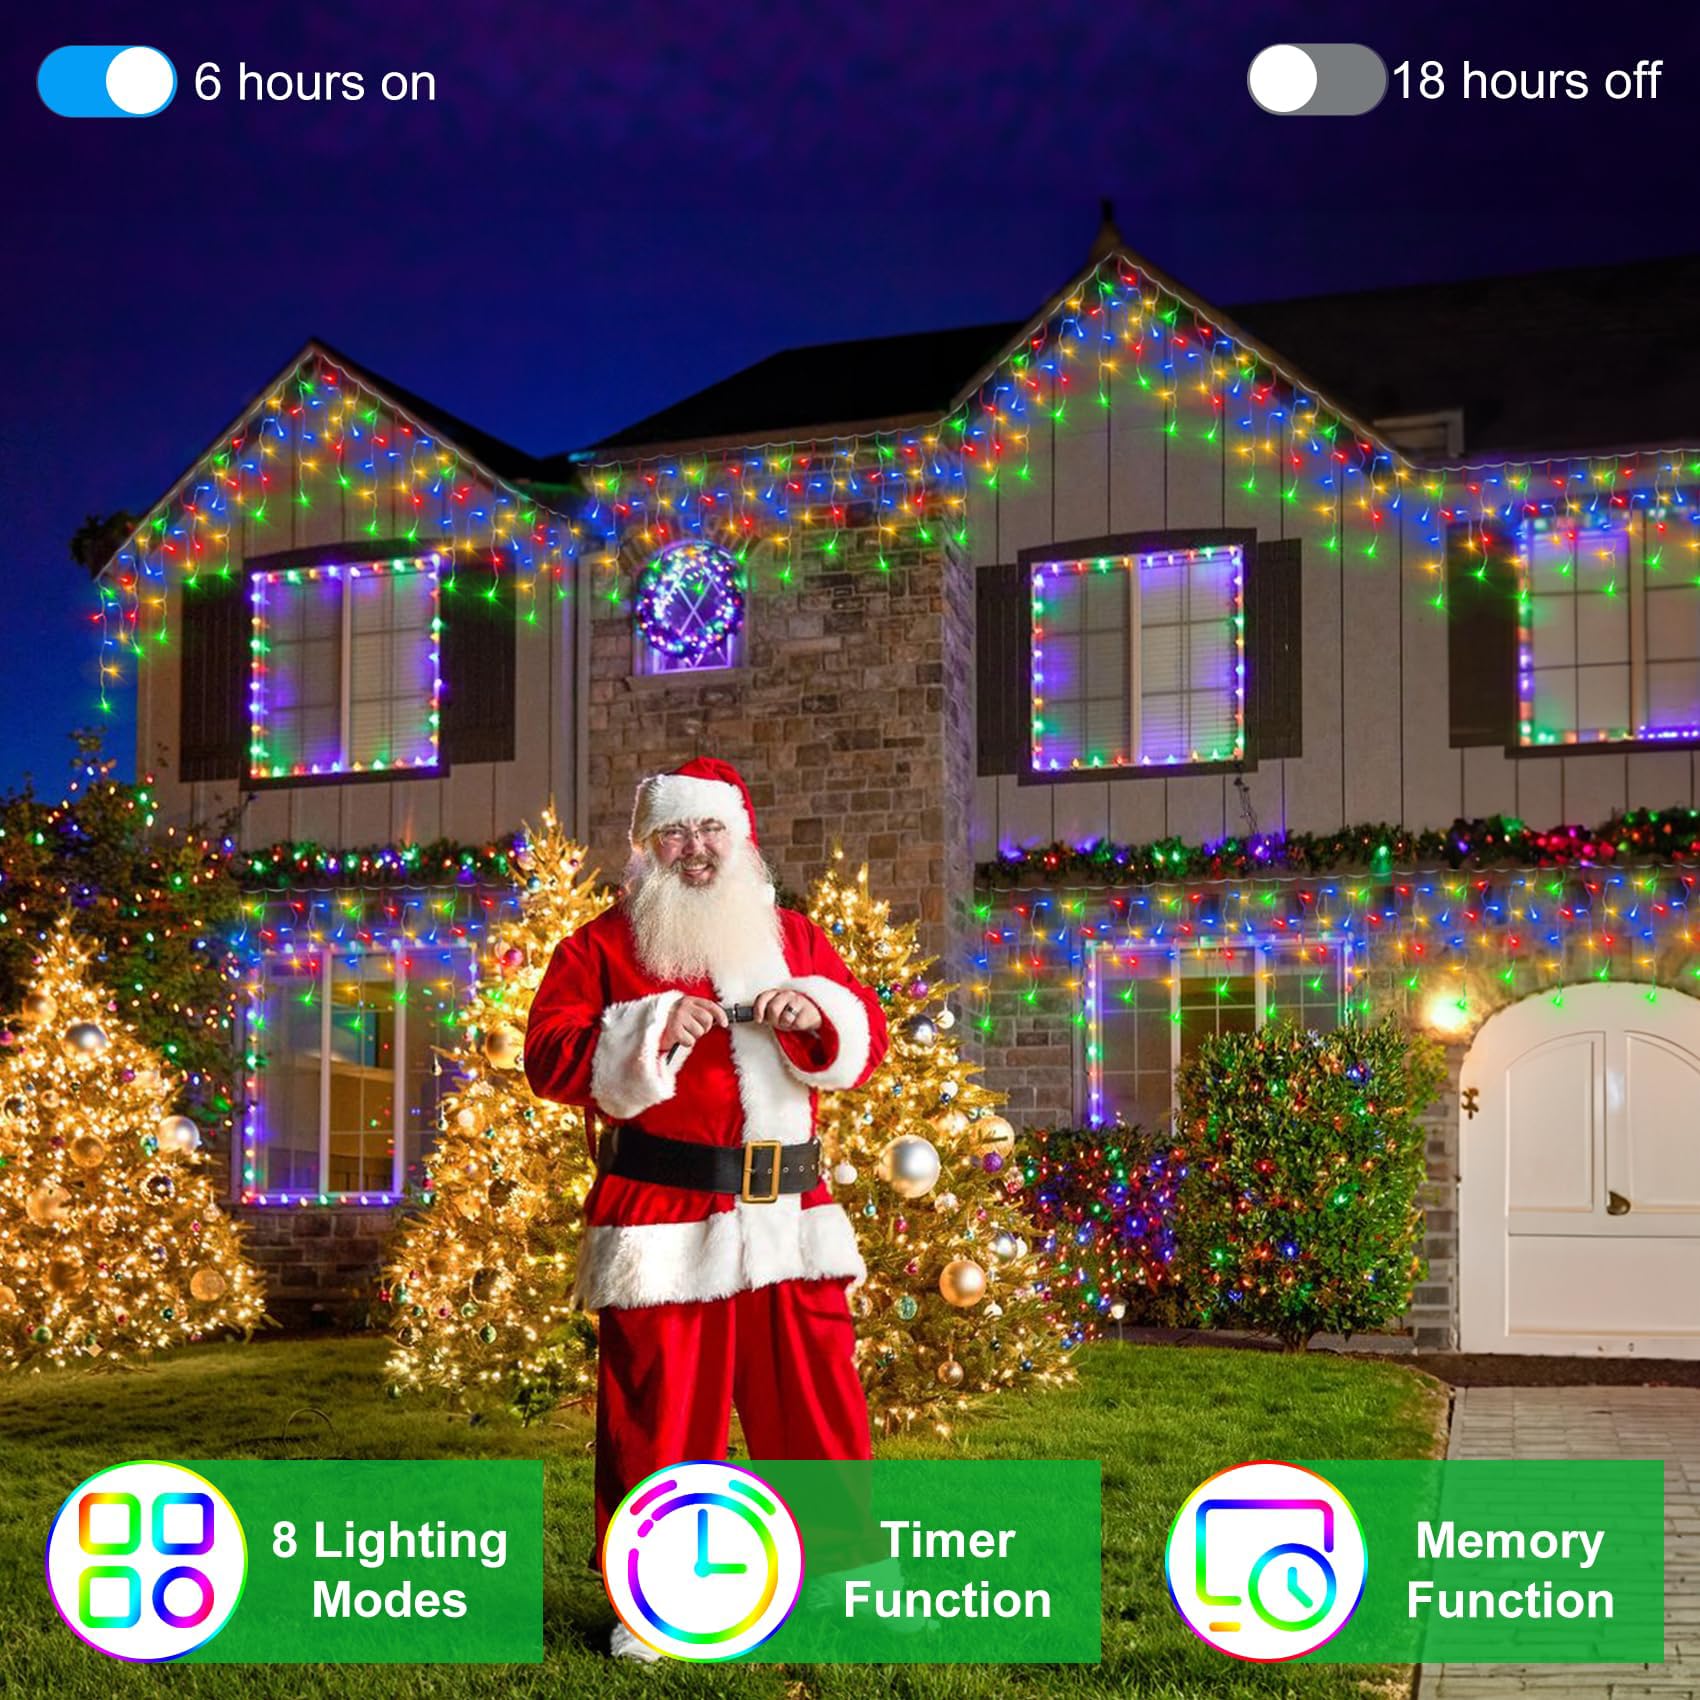 6 hours on
18 hours off
8 Lighting
Modes
Timer
Function
Memory
Function